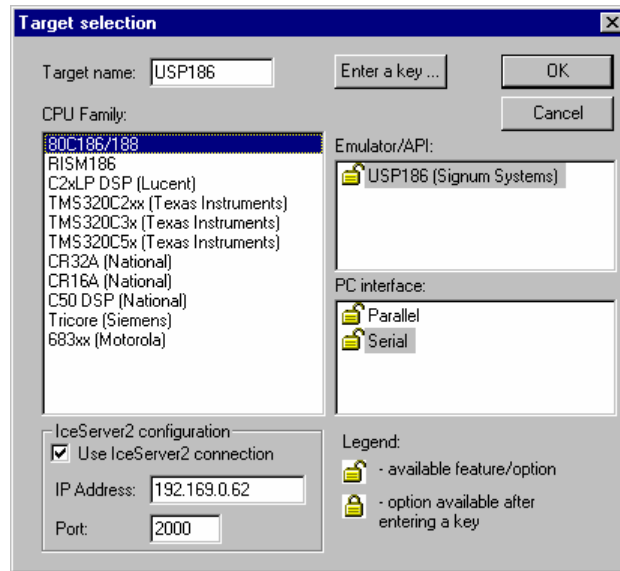 Target selection
Target name: USP186
Enter a key ...
OK
Cancel
CPU Family:
80C186/188
RISM186
C2xLP DSP (Lucent)
TMS320C2xx (Texas Instruments)
TMS320C3x (Texas Instruments)
TMS320C5x (Texas Instruments)
CR32A (National)
CR16A (National)
C50 DSP (National)
Tricore (Siemens)
683xx (Motorola)
Emulator/API:
USP186 (Signum Systems)
PC interface:
Parallel
Serial
IceServer2 configuration
Use IceServer2 connection
IP Address: 192.169.0.62
Port: 2000
Legend:
- available feature/option
- option available after
entering a key